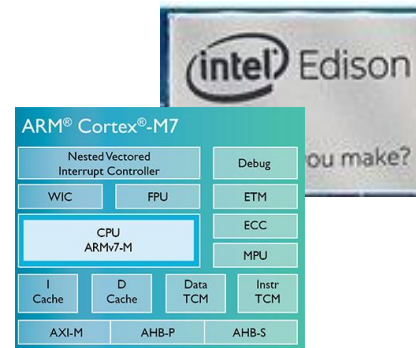 intel Edison
ou make?
ARM® Cortex®-M7
Nested Vectored
Interrupt Controller
Debug
WIC
FPU
ETM
CPU
ARMv7-M
ECC
MPU
I
Cache
D
Cache
Data
TCM
Instr
TCM
AXI-M
AHB-P
AHB-S